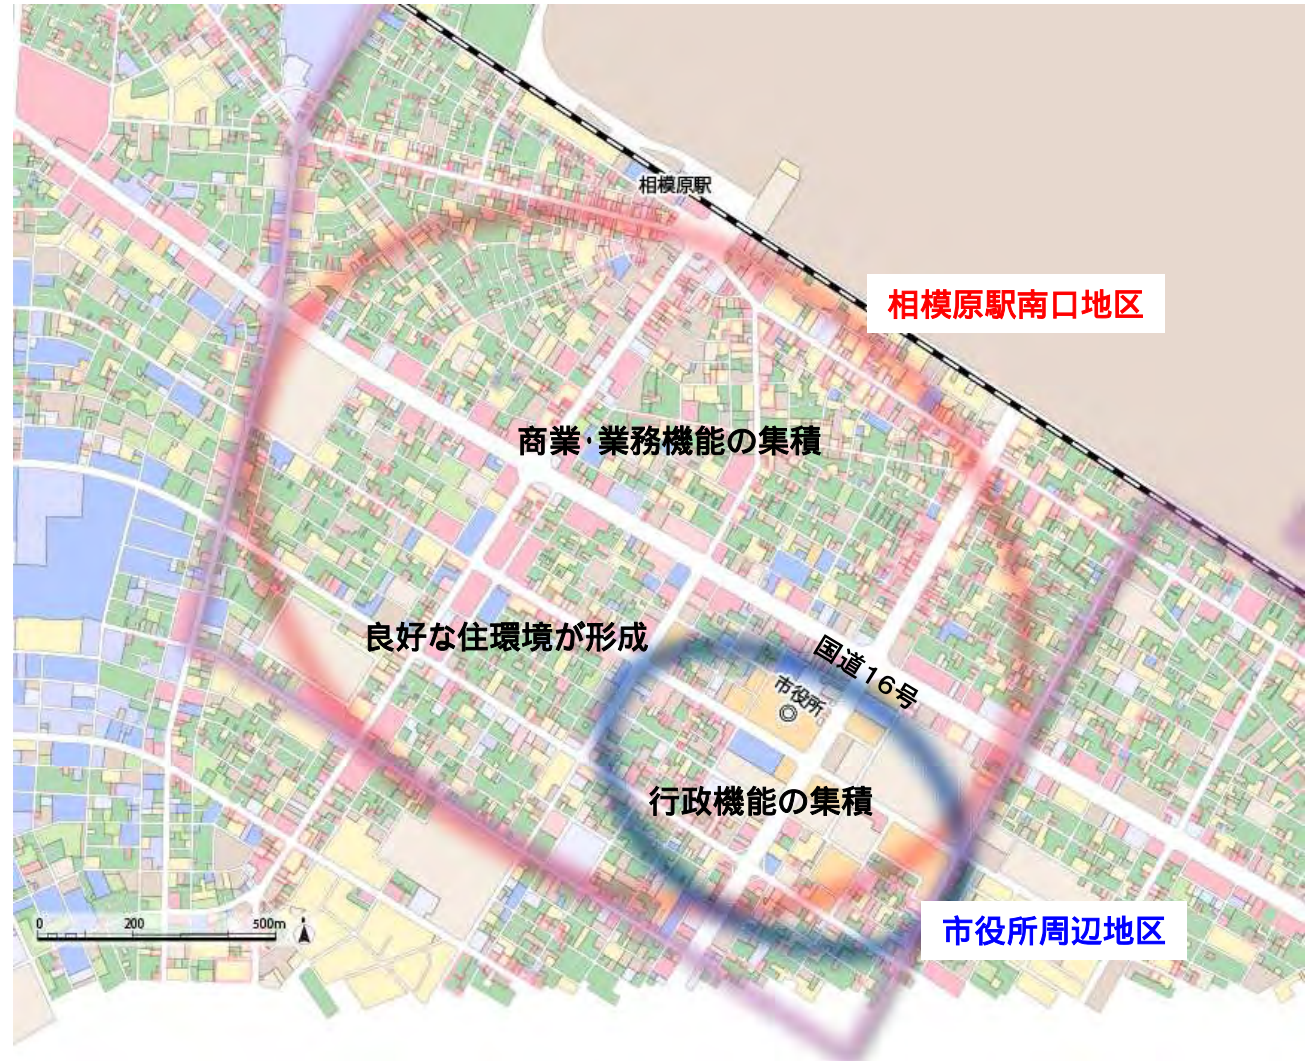 相模原駅
相模原駅南口地区
商業・業務機能の集積
良好な住環境が形成
国道16号
市役所
行政機能の集積
市役所周辺地区
0 200 500m